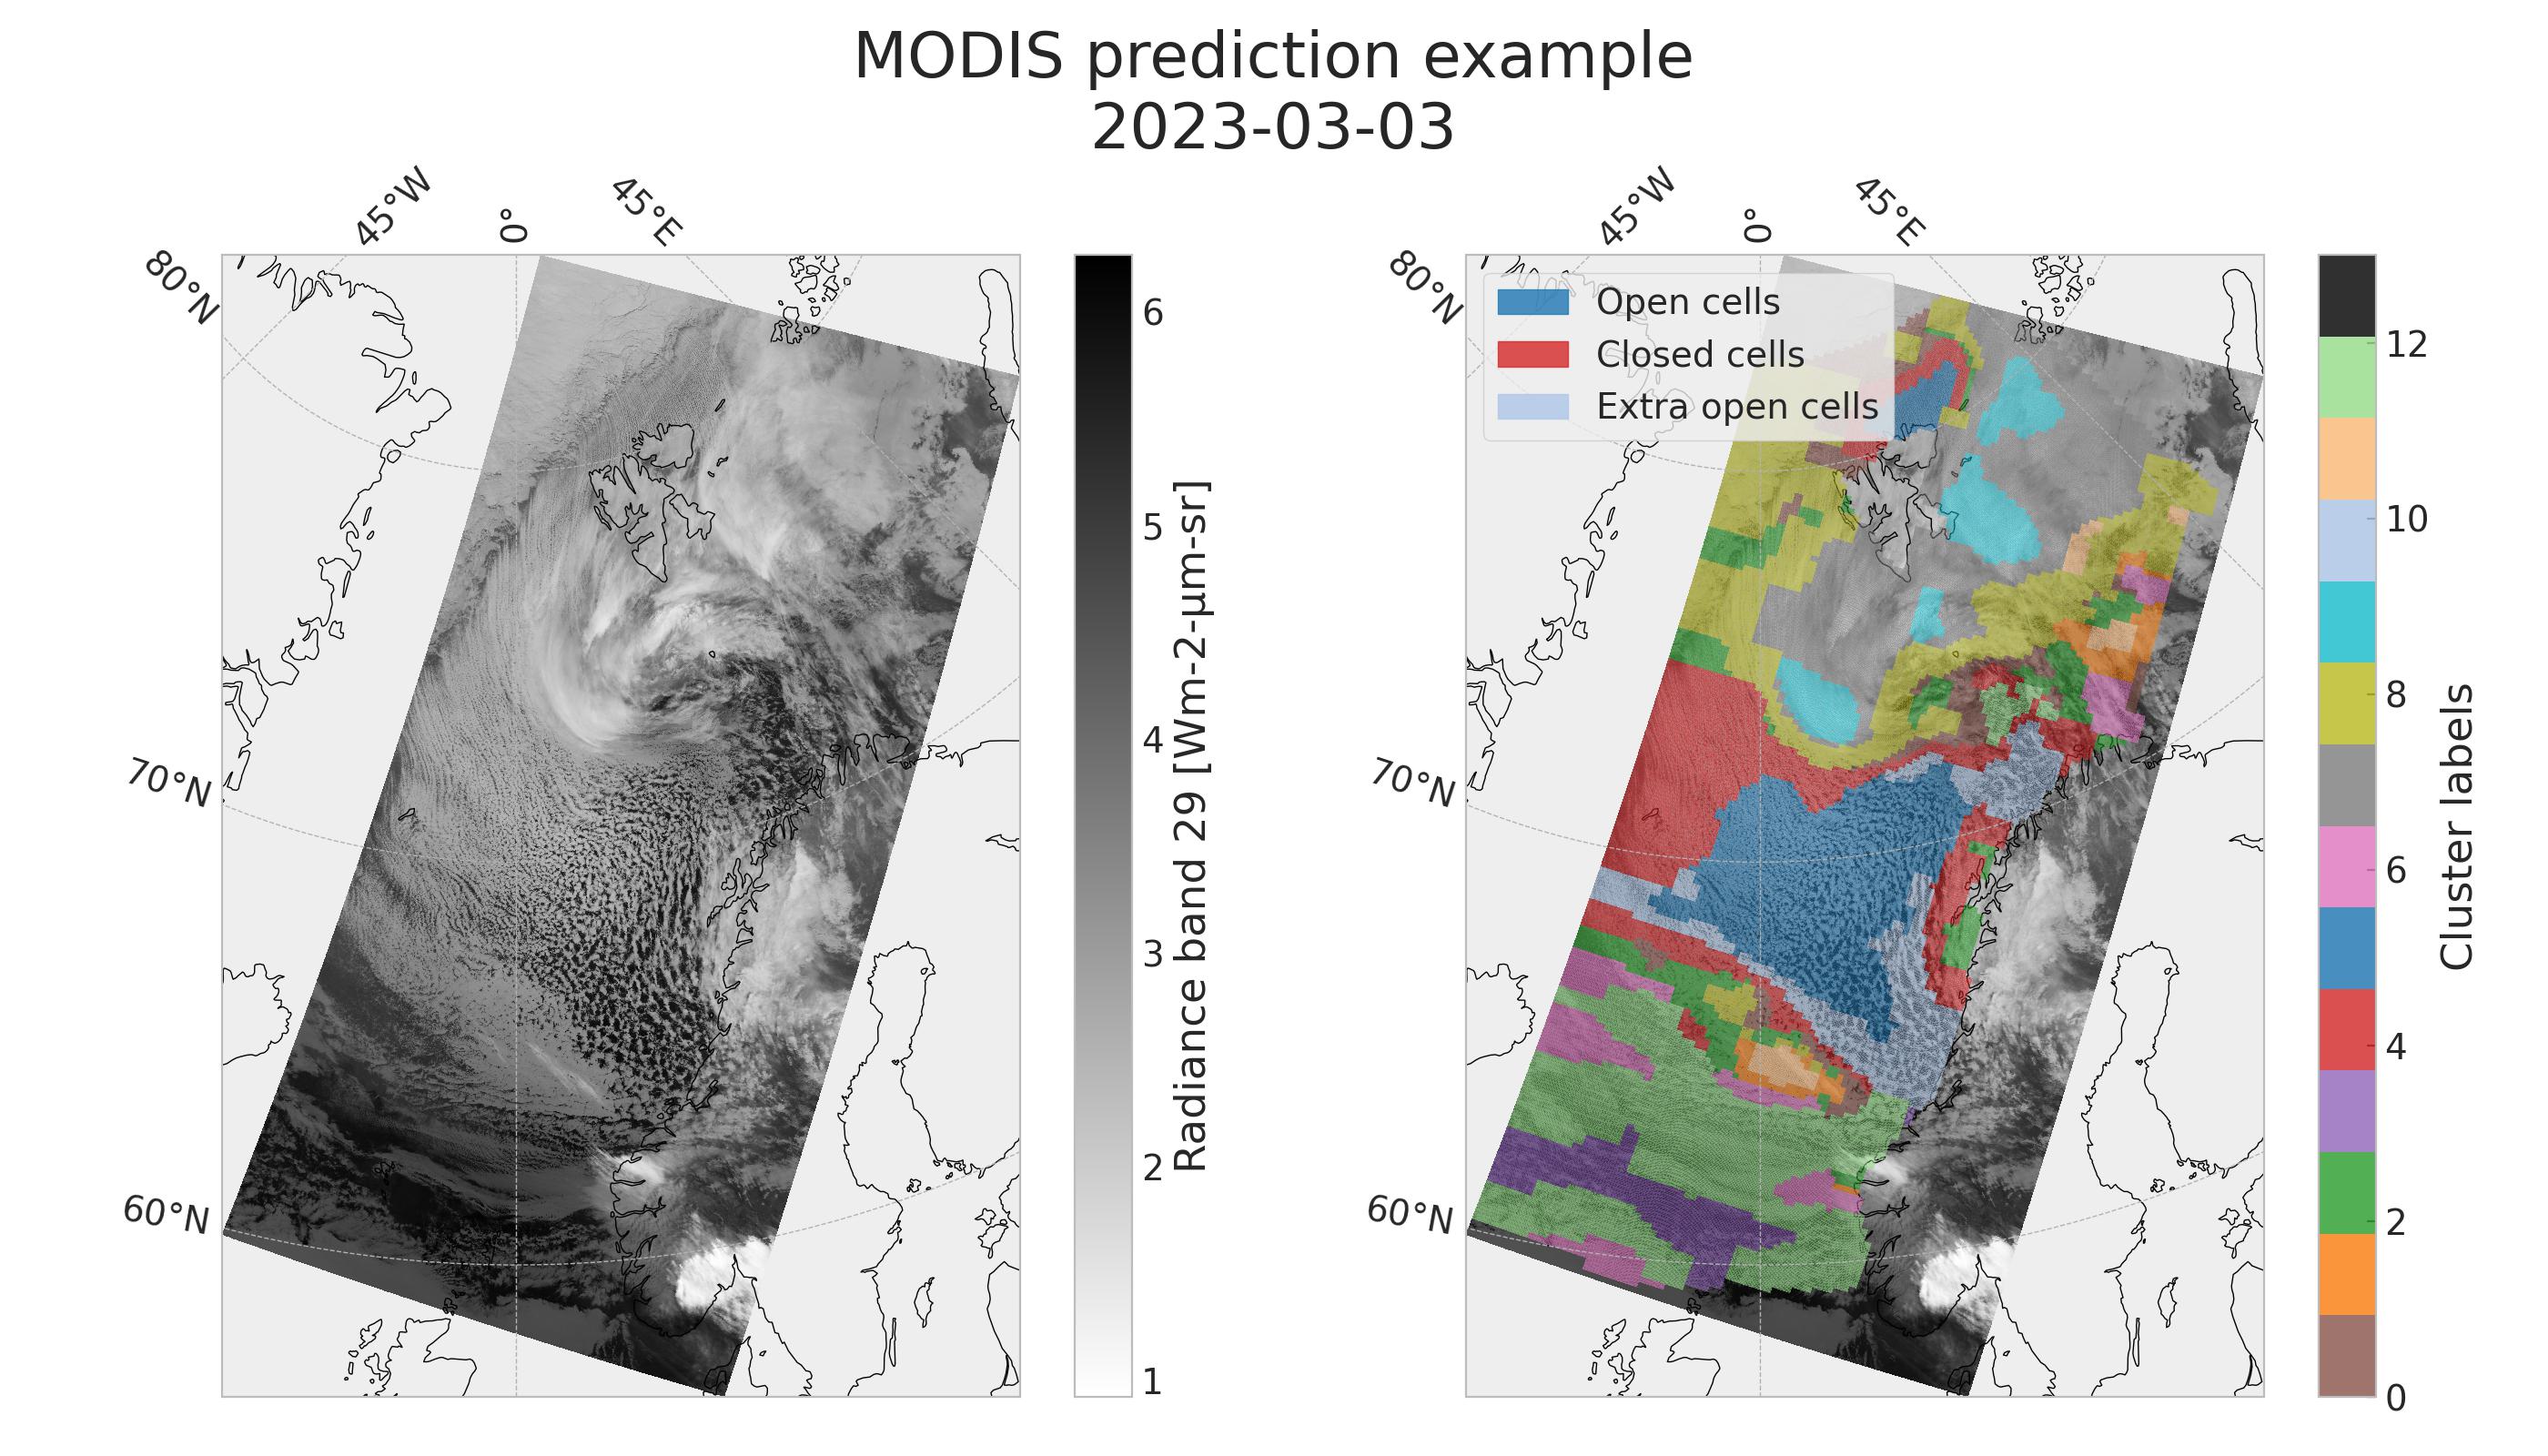 MODIS prediction example
2023-03-03
45°W
0°
45°E
80°N
70°N
60°N
6
5
4
3
2
1
Radiance band 29 [Wm-2-µm-sr]
45°W
0°
45°E
80°N
70°N
60°N
Open cells
Closed cells
Extra open cells
12
10
8
6
4
2
0
Cluster labels